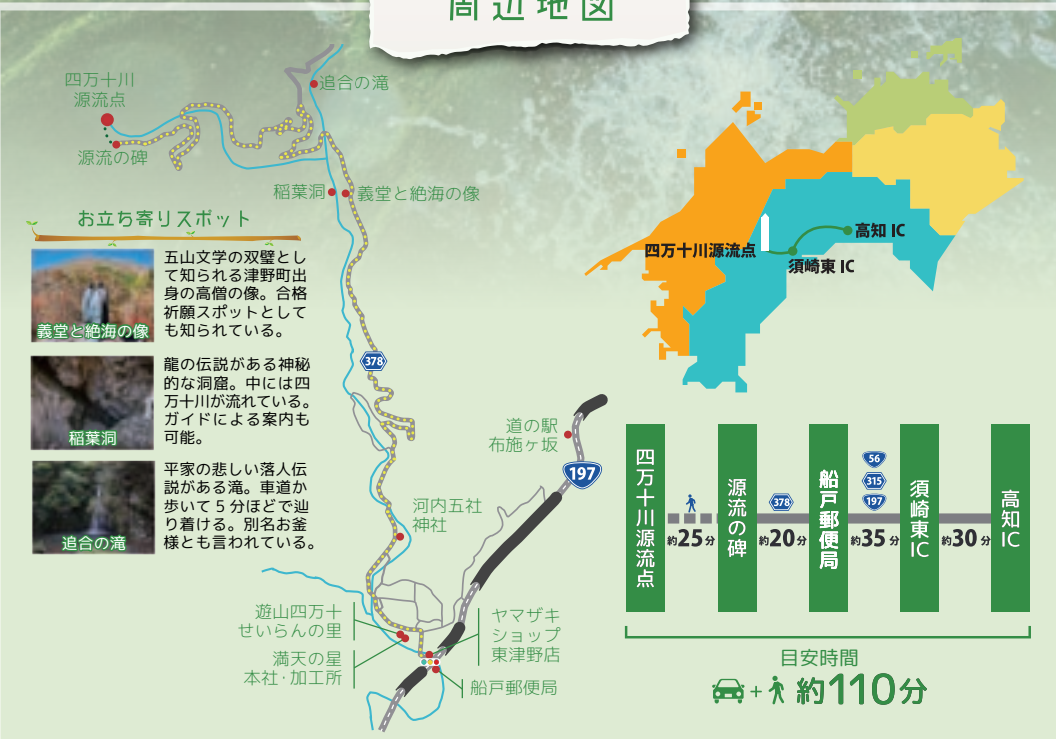 周辺地図
四万十川
源流点
追合の滝
源流の碑
稲葉洞
義堂と絶海の像
お立ち寄りスポット
義堂と絶海の像
五山文学の双璧とし
て知られる津野町出
身の高僧の像。合格
祈願スポットとして
も知られている。
稲葉洞
龍の伝説がある神秘
的な洞窟。中には四
万十川が流れている。
ガイドによる案内も
可能。
追合の滝
平家の悲しい落人伝
説がある滝。車道か
歩いて5分ほどで辿
り着ける。別名お釜
様とも言われている。
378
道の駅
布施ヶ坂
197
河内五社
神社
遊山四万十
せいらんの里
満天の星
本社・加工所
ヤマザキ
ショップ
東津野店
船戸郵便局
四万十川源流点
高知 IC
須崎東 IC
四万十川源流点
約25分
源流の碑
378
約20分
船戸郵便局
56
315
197
約35分
須崎東IC
約30分
高知IC
目安時間
+ 約110分